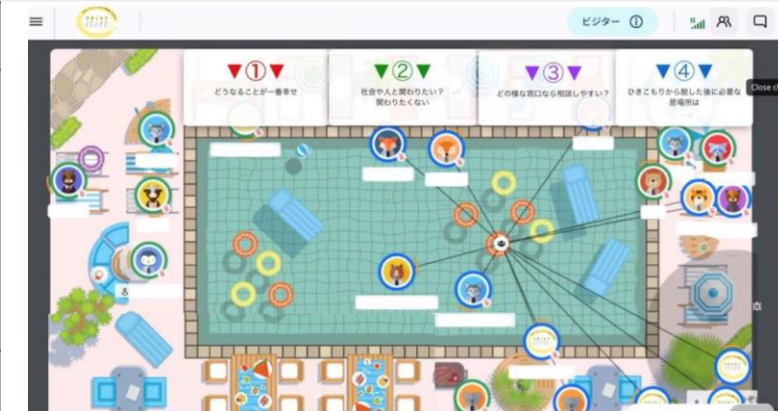 ビジター
▼①▼
どうなることが一番幸せ
▼②▼
社会や人と関わりたい?
関わりたくない
▼③▼
どの様な窓口なら相談しやすい?
▼④▼
ひきこもりから脱した後に必要な
居場所は
Close c